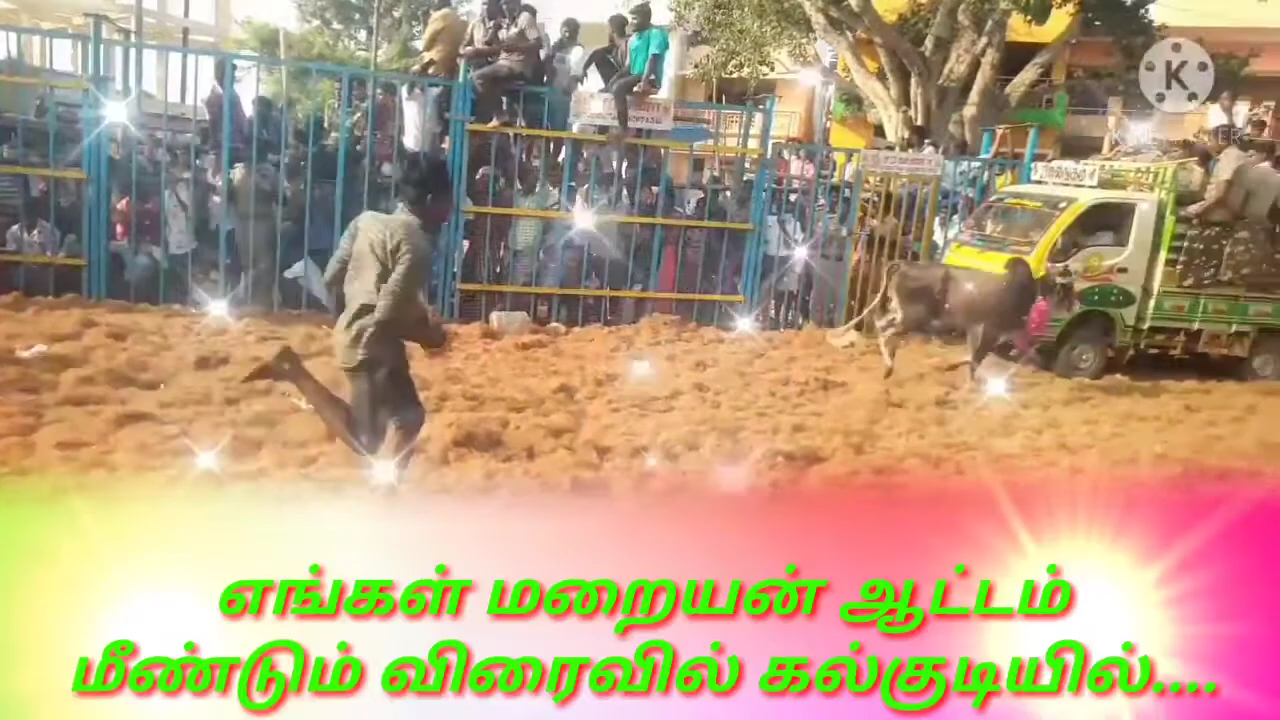 K
எங்கள் மறையன் ஆட்டம்
மீண்டும் விரைவில் கல்குடியில்....